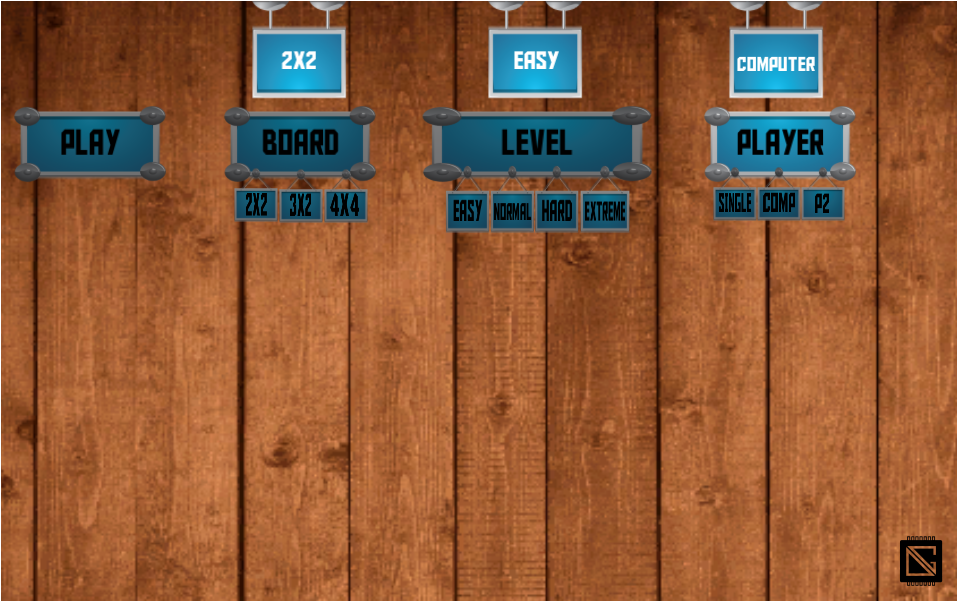 2X2
EASY
COMPUTER
PLAY
BOARD
LEVEL
PLAYER
2X2
3X2
4X4
EASY
NORMAL
HARD
EXTREME
SINGLE
COMP
P2